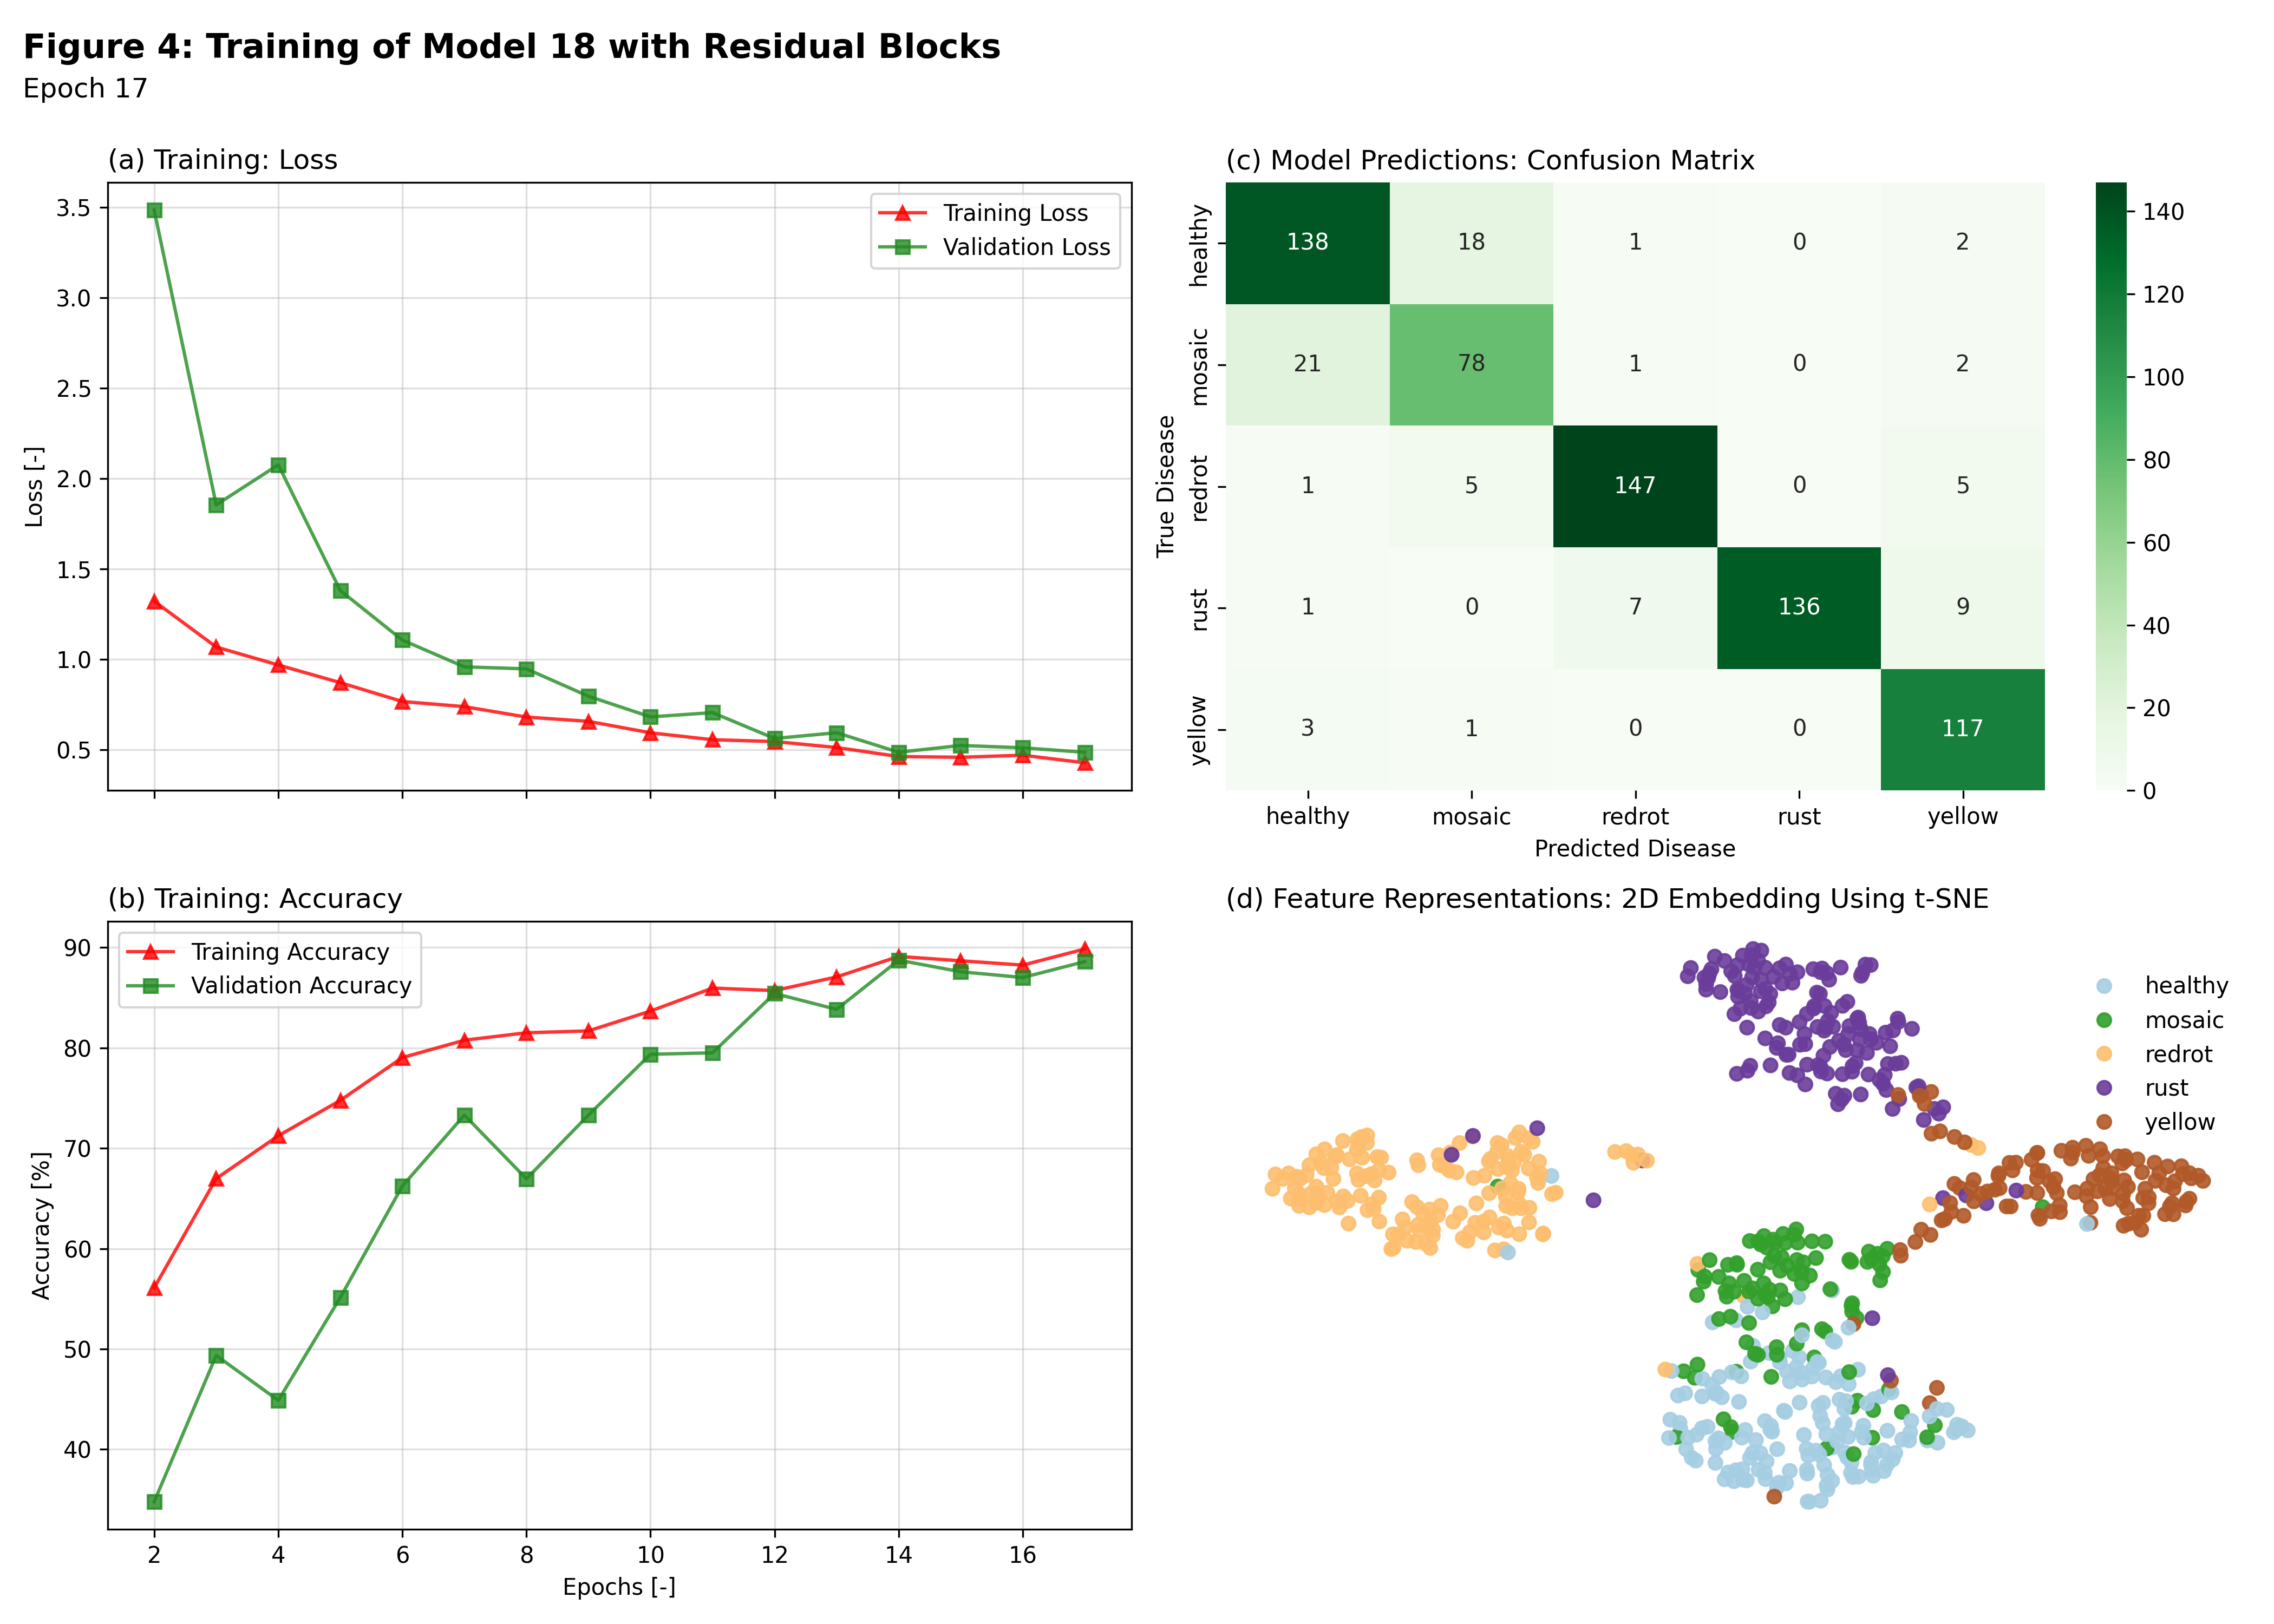 Figure 4: Training of Model 18 with Residual Blocks
Epoch 17
(a) Training: Loss
Loss [-]
3.5
3.0
2.5
2.0
1.5
1.0
0.5
Training Loss
Validation Loss
(b) Training: Accuracy
Accuracy [%]
90
80
70
60
50
40
Training Accuracy
Validation Accuracy
2 4 6 8 10 12 14 16
Epochs [-]
(c) Model Predictions: Confusion Matrix
True Disease
healthy 138 18 1 0 2
mosaic 21 78 1 0 2
redrot 1 5 147 0 5
rust 1 0 7 136 9
yellow 3 1 0 0 117
healthy mosaic redrot rust yellow
Predicted Disease
140
120
100
80
60
40
20
0
(d) Feature Representations: 2D Embedding Using t-SNE
healthy
mosaic
redrot
rust
yellow